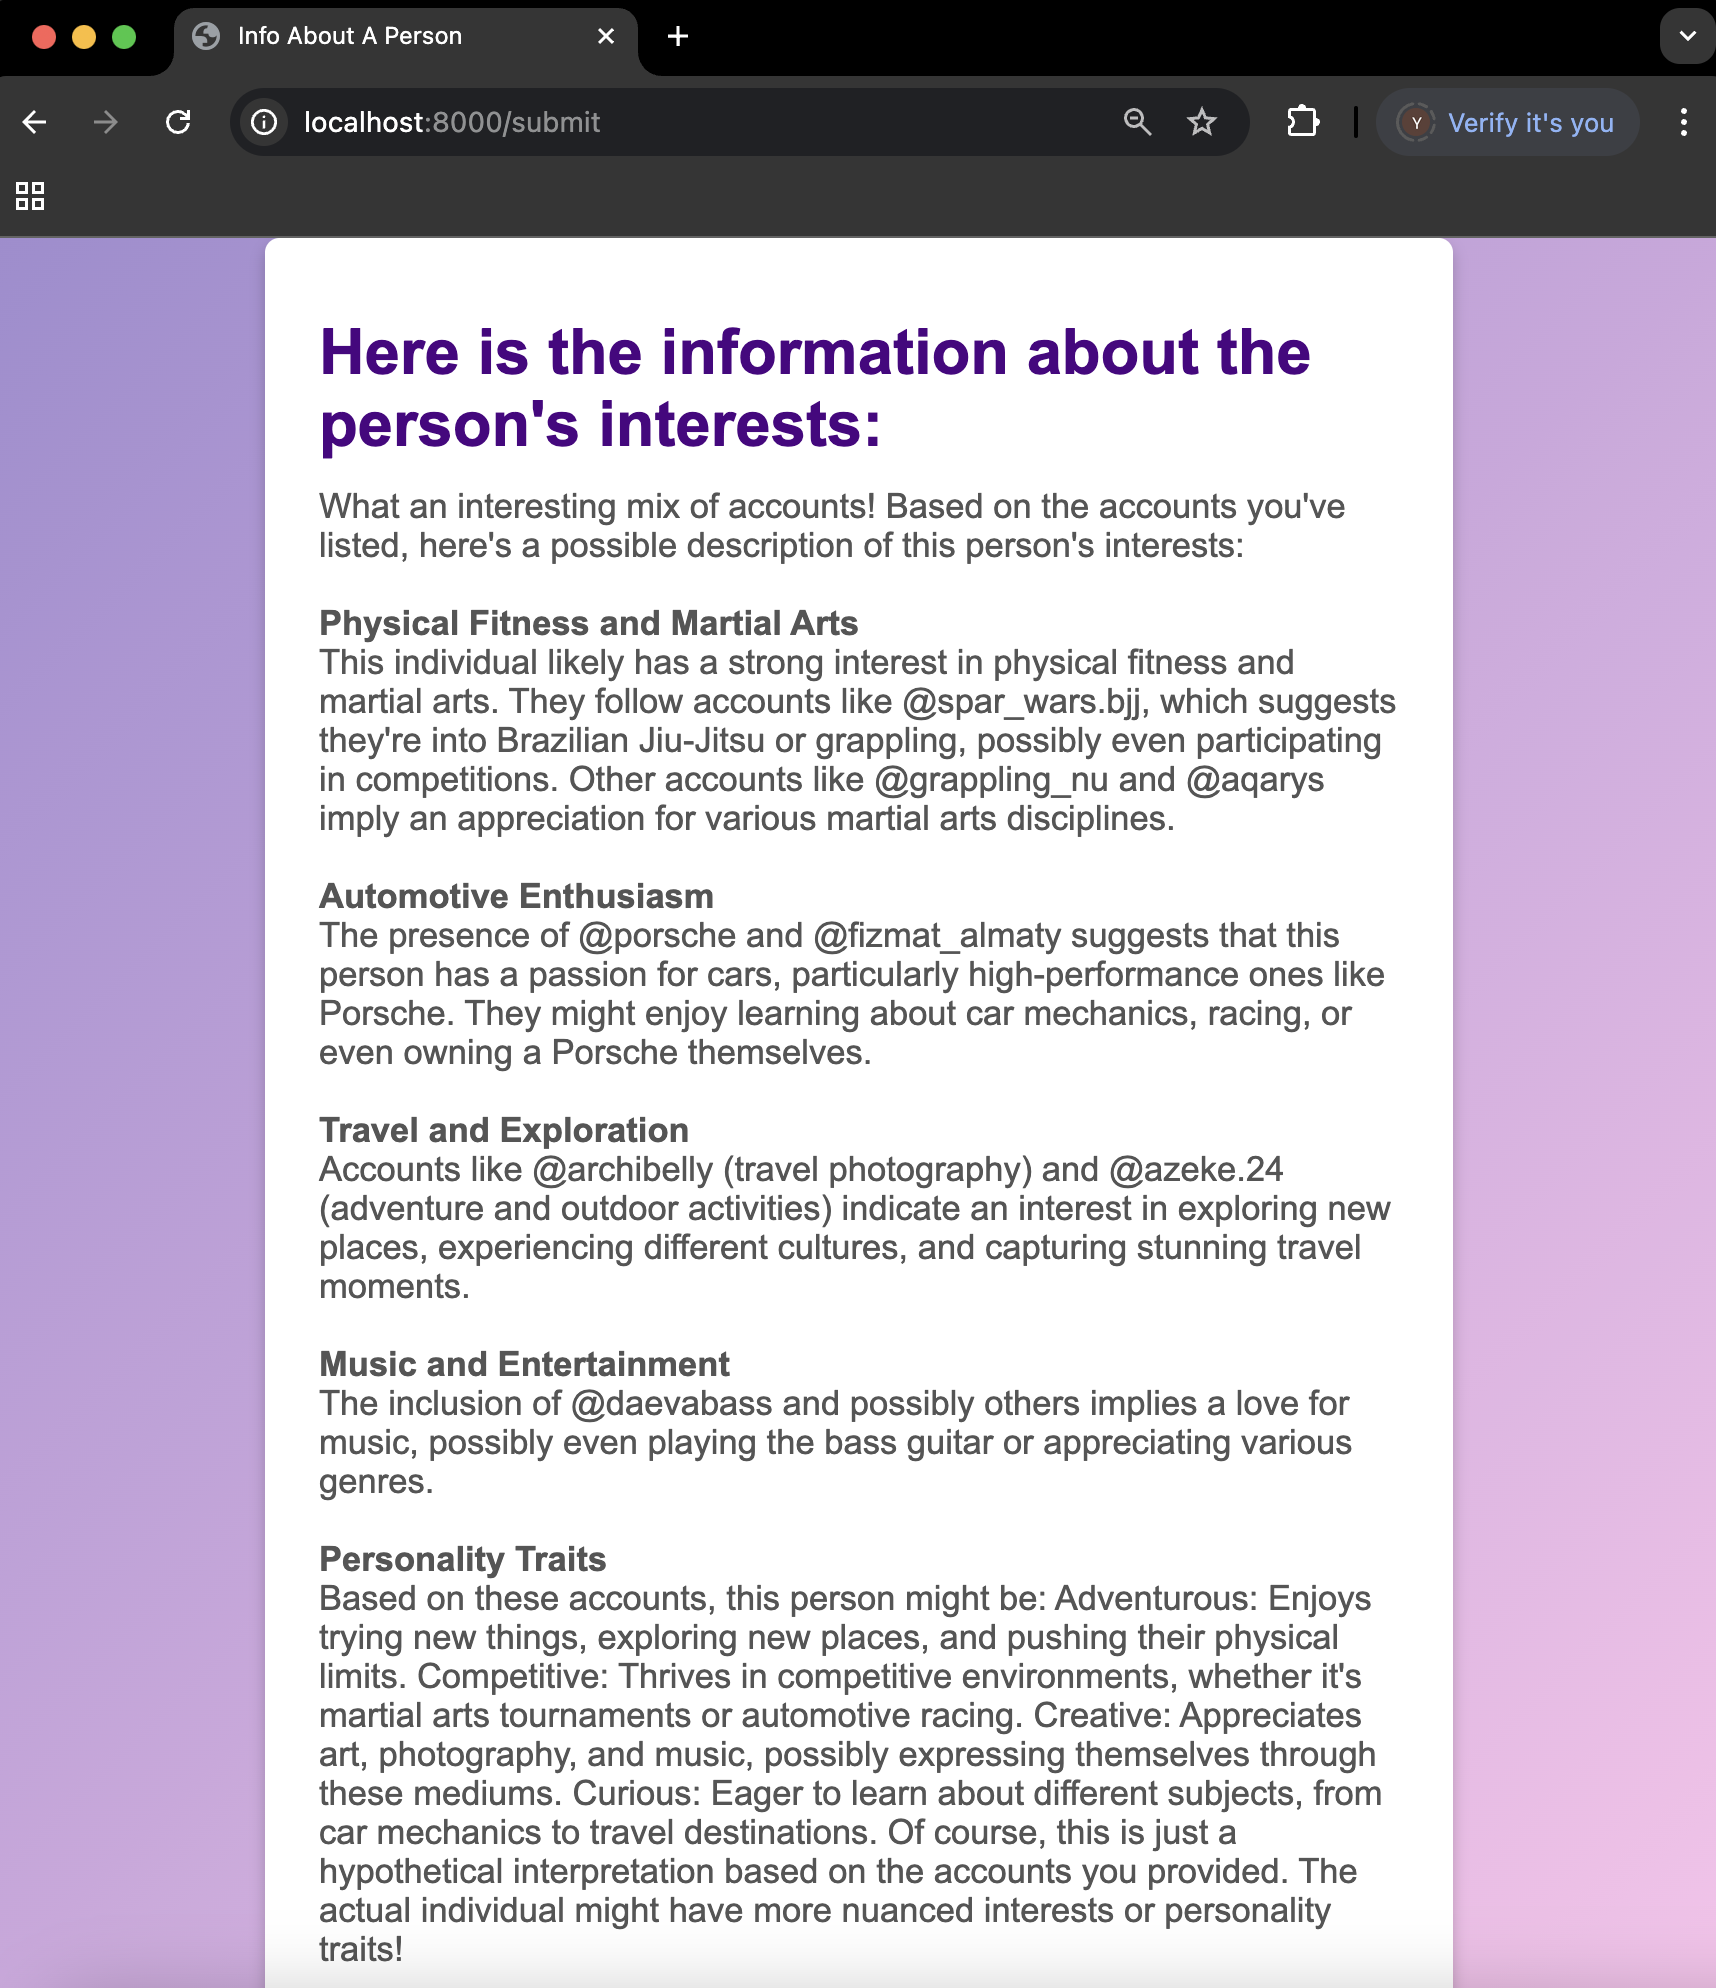 Info About A Person
localhost:8000/submit
Y Verify it's you
Here is the information about the
person's interests:
What an interesting mix of accounts! Based on the accounts you've
listed, here's a possible description of this person's interests:
Physical Fitness and Martial Arts
This individual likely has a strong interest in physical fitness and
martial arts. They follow accounts like @spar_wars.bjj, which suggests
they're into Brazilian Jiu-Jitsu or grappling, possibly even participating
in competitions. Other accounts like @grappling_nu and @aqarys
imply an appreciation for various martial arts disciplines.
Automotive Enthusiasm
The presence of @porsche and @fizmat_almaty suggests that this
person has a passion for cars, particularly high-performance ones like
Porsche. They might enjoy learning about car mechanics, racing, or
even owning a Porsche themselves.
Travel and Exploration
Accounts like @archibelly (travel photography) and @azeke.24
(adventure and outdoor activities) indicate an interest in exploring new
places, experiencing different cultures, and capturing stunning travel
moments.
Music and Entertainment
The inclusion of @daevabass and possibly others implies a love for
music, possibly even playing the bass guitar or appreciating various
genres.
Personality Traits
Based on these accounts, this person might be: Adventurous: Enjoys
trying new things, exploring new places, and pushing their physical
limits. Competitive: Thrives in competitive environments, whether it's
martial arts tournaments or automotive racing. Creative: Appreciates
art, photography, and music, possibly expressing themselves through
these mediums. Curious: Eager to learn about different subjects, from
car mechanics to travel destinations. Of course, this is just a
hypothetical interpretation based on the accounts you provided. The
actual individual might have more nuanced interests or personality
traits!